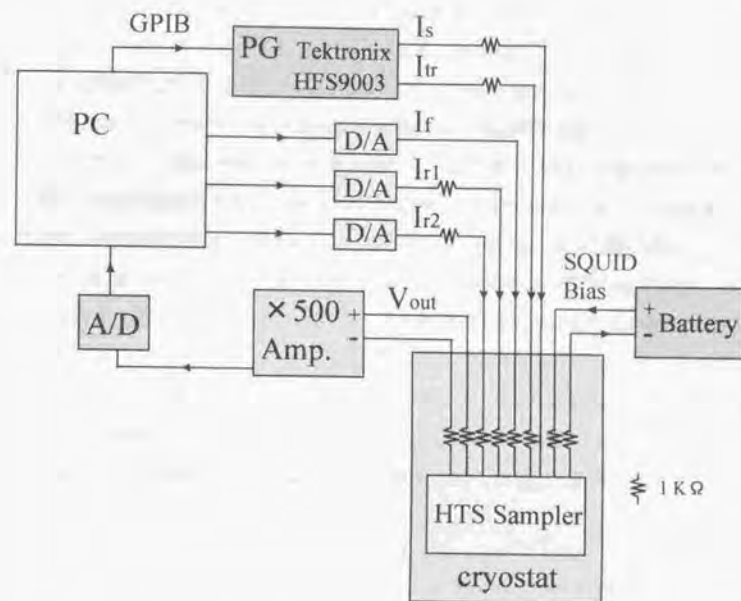 GPIB
PG Tektronix
HFS9003
Is
Itr
PC
D/A
If
D/A
Ir1
D/A
Ir2
SQUID
Bias
Vout
A/D
× 500
Amp.
+
-
+
-
Battery
HTS Sampler
1 K Ω
cryostat